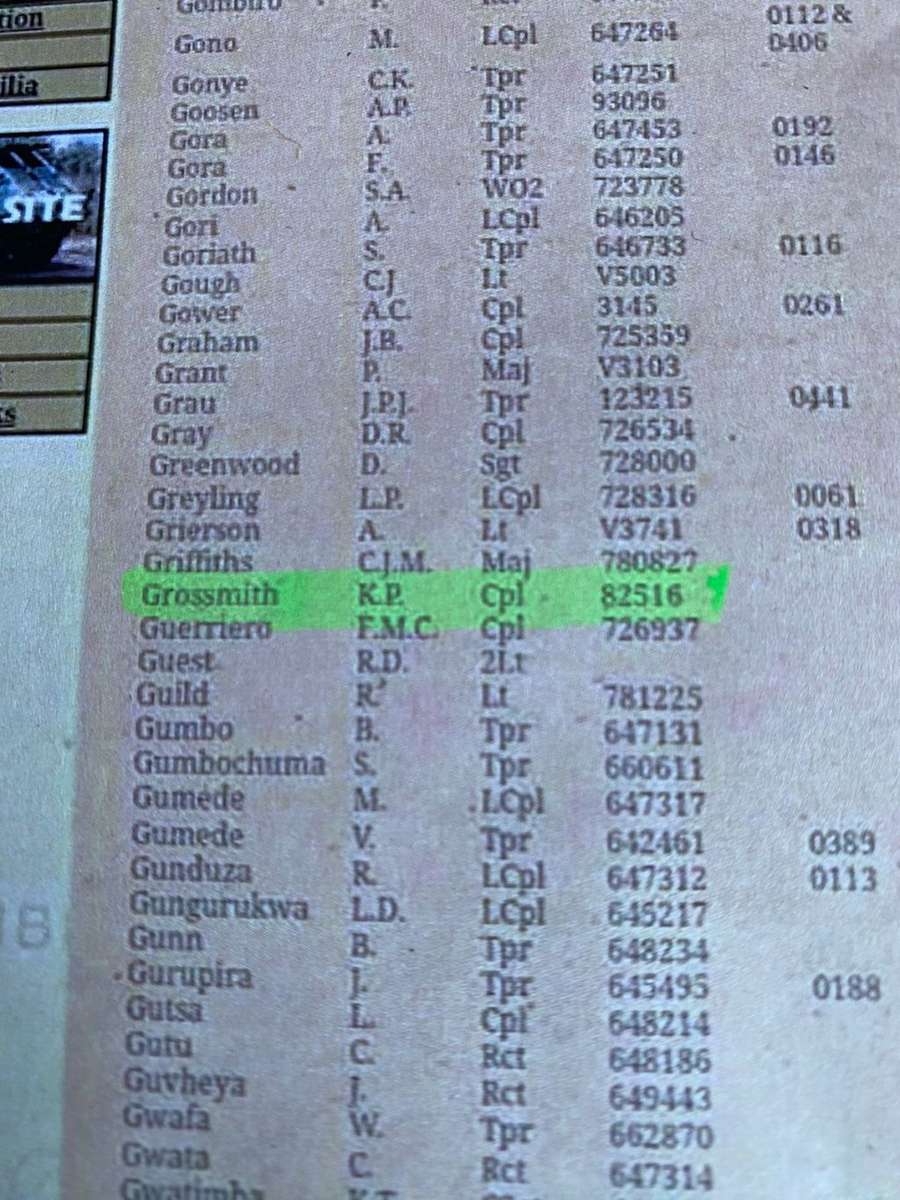 tion
ilia
SITE
ks
Gono M. LCpl 647264 0112 & 0406
Gonye C.K. Tpr 647251
Goosen A.P. Tpr 93096
Gora A. Tpr 647453 0192
Gora F. Tpr 647250 0146
Gordon S.A. WO2 723778
Gori A. LCpl 646205
Goriath S. Tpr 646733 0116
Gough C.J Lt V5003
Gower A.C. Cpl 3145 0261
Graham J.B. Cpl 725359
Grant P. Maj V3103
Grau J.P.J. Tpr 123215 0441
Gray D.R. Cpl 726534
Greenwood D. Sgt 728000
Greyling L.P. LCpl 728316 0061
Grierson A. Lt V3741 0318
Griffiths C.J.M. Maj 780827
Grossmith K.P. Cpl 82516
Guerriero F.M.C. Cpl 726937
Guest R.D. 2Lt
Guild R Lt 781225
Gumbo B. Tpr 647131
Gumbochuma S. Tpr 660611
Gumede M. LCpl 647317
Gumede V. Tpr 642461 0389
Gunduza R. LCpl 647312 0113
Gungurukwa L.D. LCpl 645217
Gunn B. Tpr 648234
Gurupira J. Tpr 645495 0188
Gutsa L. Cpl 648214
Gutu C. Rct 648186
Guvheya J. Rct 649443
Gwafa W. Tpr 662870
Gwata C. Rct 647314
Gwatimba